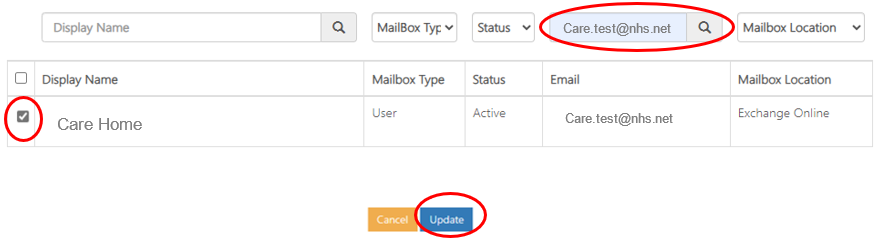 Display Name MailBox Typ Status Care.test@nhs.net Mailbox Location
Display Name Mailbox Type Status Email Mailbox Location
Care Home User Active Care.test@nhs.net Exchange Online
Cancel Update